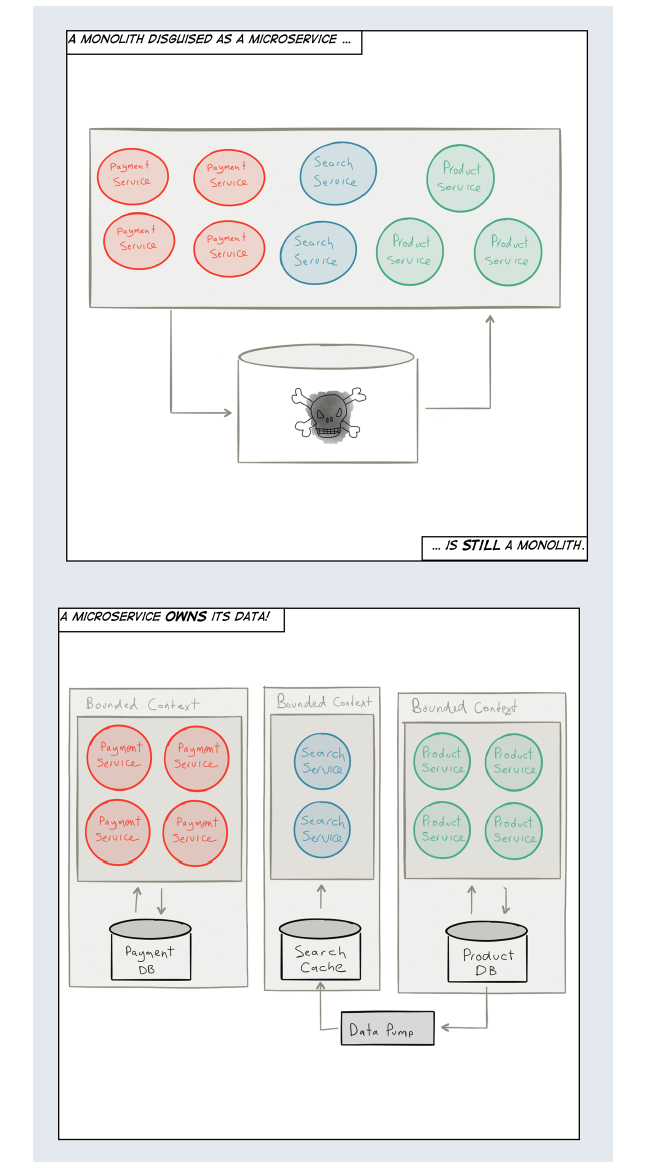 A MONOLITH DISGUISED AS A MICROSERVICE ...
Payment
Service
Payment
Service
Search
Service
Product
Service
Payment
Service
Payment
Service
Search
Service
Product
Service
Product
Service
... IS STILL A MONOLITH.
A MICROSERVICE OWNS ITS DATA!
Bounded Context
Bounded Context
Bounded Context
Payment
Service
Payment
Service
Search
Service
Product
Service
Product
Service
Payment
Service
Payment
Service
Search
Service
Product
Service
Product
Service
Payment
DB
Search
Cache
Product
DB
Data Pump